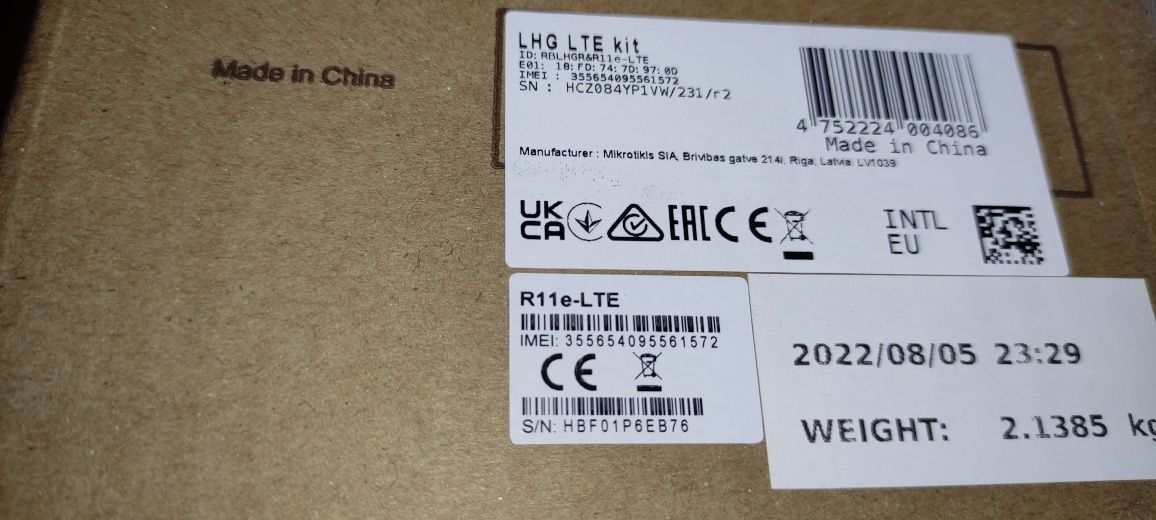 Made in China
LHG LTE kit
ID: RBLHGR&R11e-LTE
E01: 18:FD:74:7D:97:0D
IMEI : 355654095561572
SN : HCZ084YP1VW/231/r2
4 752224 004086
Made in China
Manufacturer : Mikrotikls SIA, Brivibas gatve 214i, Riga, Latvia LV1039
UK
CA
EAC CE
INTL
EU
R11e-LTE
IMEI: 355654095561572
CE
S/N: HBF01P6EB76
2022/08/05 23:29
WEIGHT: 2.1385 kg